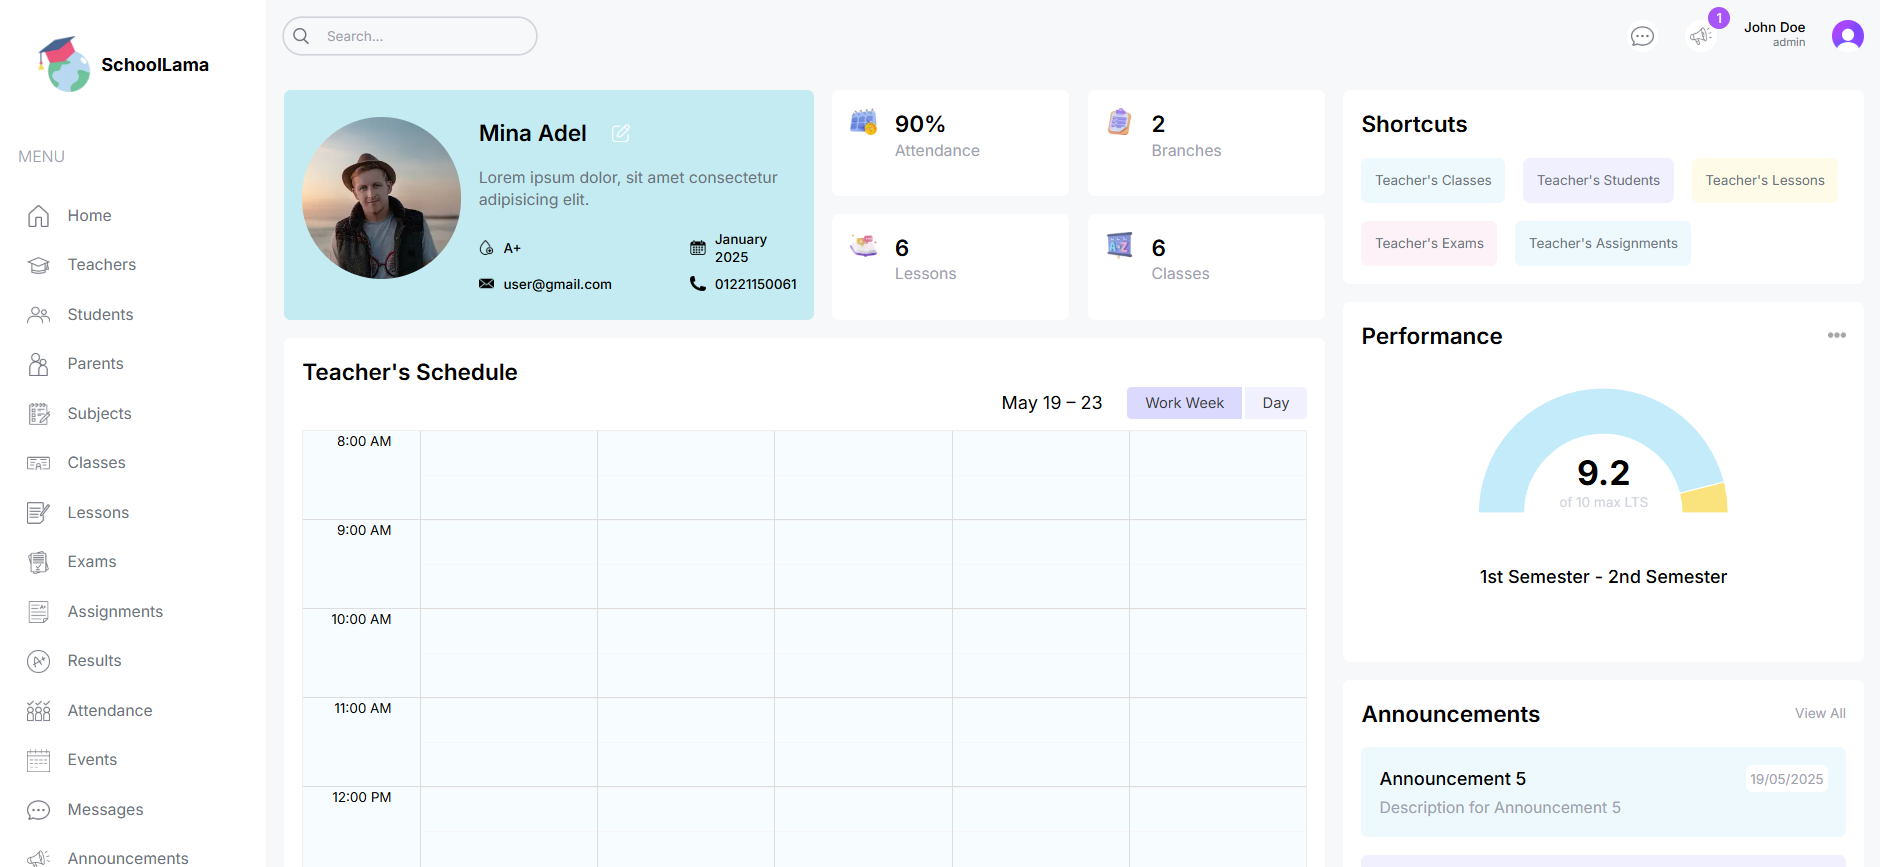 SchoolLama
MENU
Home
Teachers
Students
Parents
Subjects
Classes
Lessons
Exams
Assignments
Results
Attendance
Events
Messages
Announcements
Search...
1
John Doe
admin
Mina Adel
Lorem ipsum dolor, sit amet consectetur
adipisicing elit.
A+
January
2025
user@gmail.com
01221150061
90%
Attendance
2
Branches
6
Lessons
6
Classes
Teacher's Schedule
May 19 – 23
Work Week
Day
8:00 AM
9:00 AM
10:00 AM
11:00 AM
12:00 PM
Shortcuts
Teacher's Classes
Teacher's Students
Teacher's Lessons
Teacher's Exams
Teacher's Assignments
Performance
9.2
of 10 max LTS
1st Semester - 2nd Semester
Announcements
View All
Announcement 5
19/05/2025
Description for Announcement 5